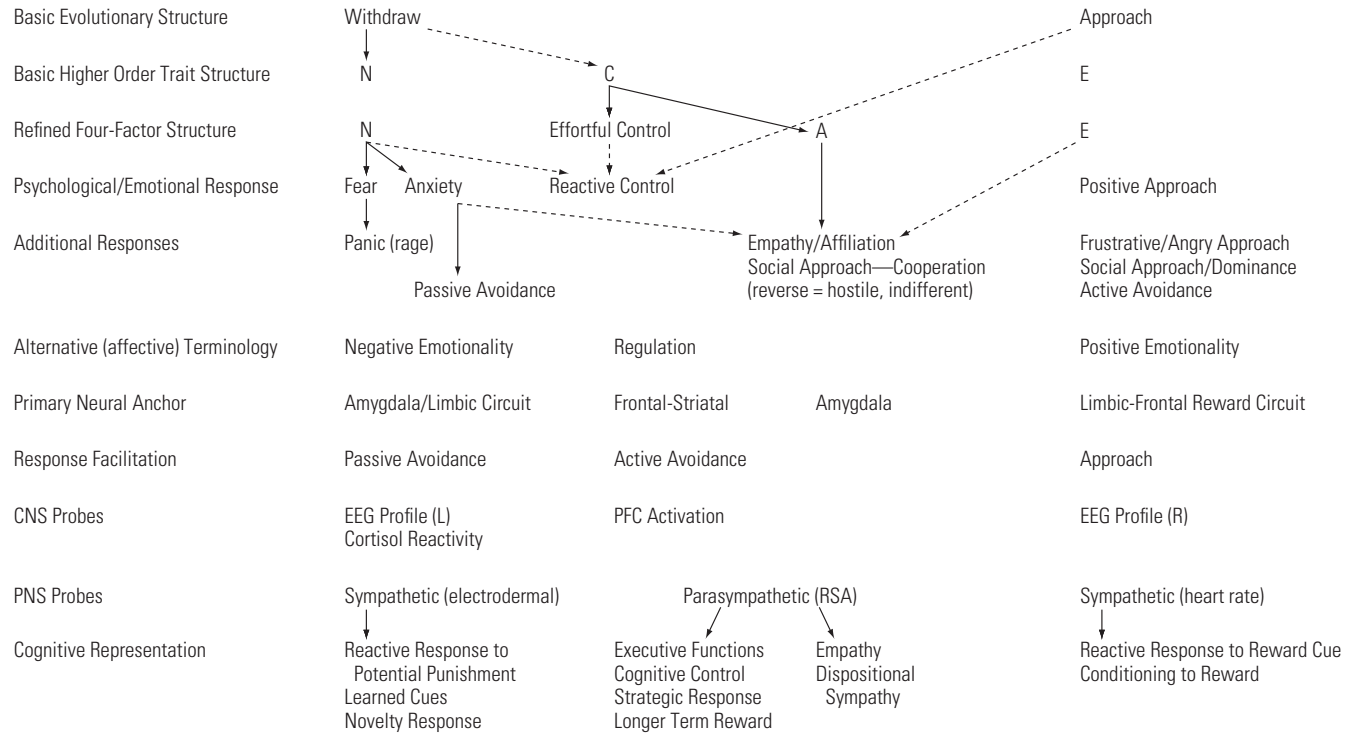 Basic Evolutionary Structure Withdraw Approach
Basic Higher Order Trait Structure N C E
Refined Four-Factor Structure N Effortful Control A E
Psychological/Emotional Response Fear Anxiety Reactive Control Positive Approach
Additional Responses Panic (rage) Empathy/Affiliation Frustrative/Angry Approach
Social Approach—Cooperation Social Approach/Dominance
Passive Avoidance (reverse = hostile, indifferent) Active Avoidance
Alternative (affective) Terminology Negative Emotionality Regulation Positive Emotionality
Primary Neural Anchor Amygdala/Limbic Circuit Frontal-Striatal Amygdala Limbic-Frontal Reward Circuit
Response Facilitation Passive Avoidance Active Avoidance Approach
CNS Probes EEG Profile (L) PFC Activation EEG Profile (R)
Cortisol Reactivity
PNS Probes Sympathetic (electrodermal) Parasympathetic (RSA) Sympathetic (heart rate)
Cognitive Representation Reactive Response to Executive Functions Empathy Reactive Response to Reward Cue
Potential Punishment Cognitive Control Dispositional Conditioning to Reward
Learned Cues Strategic Response Sympathy
Novelty Response Longer Term Reward